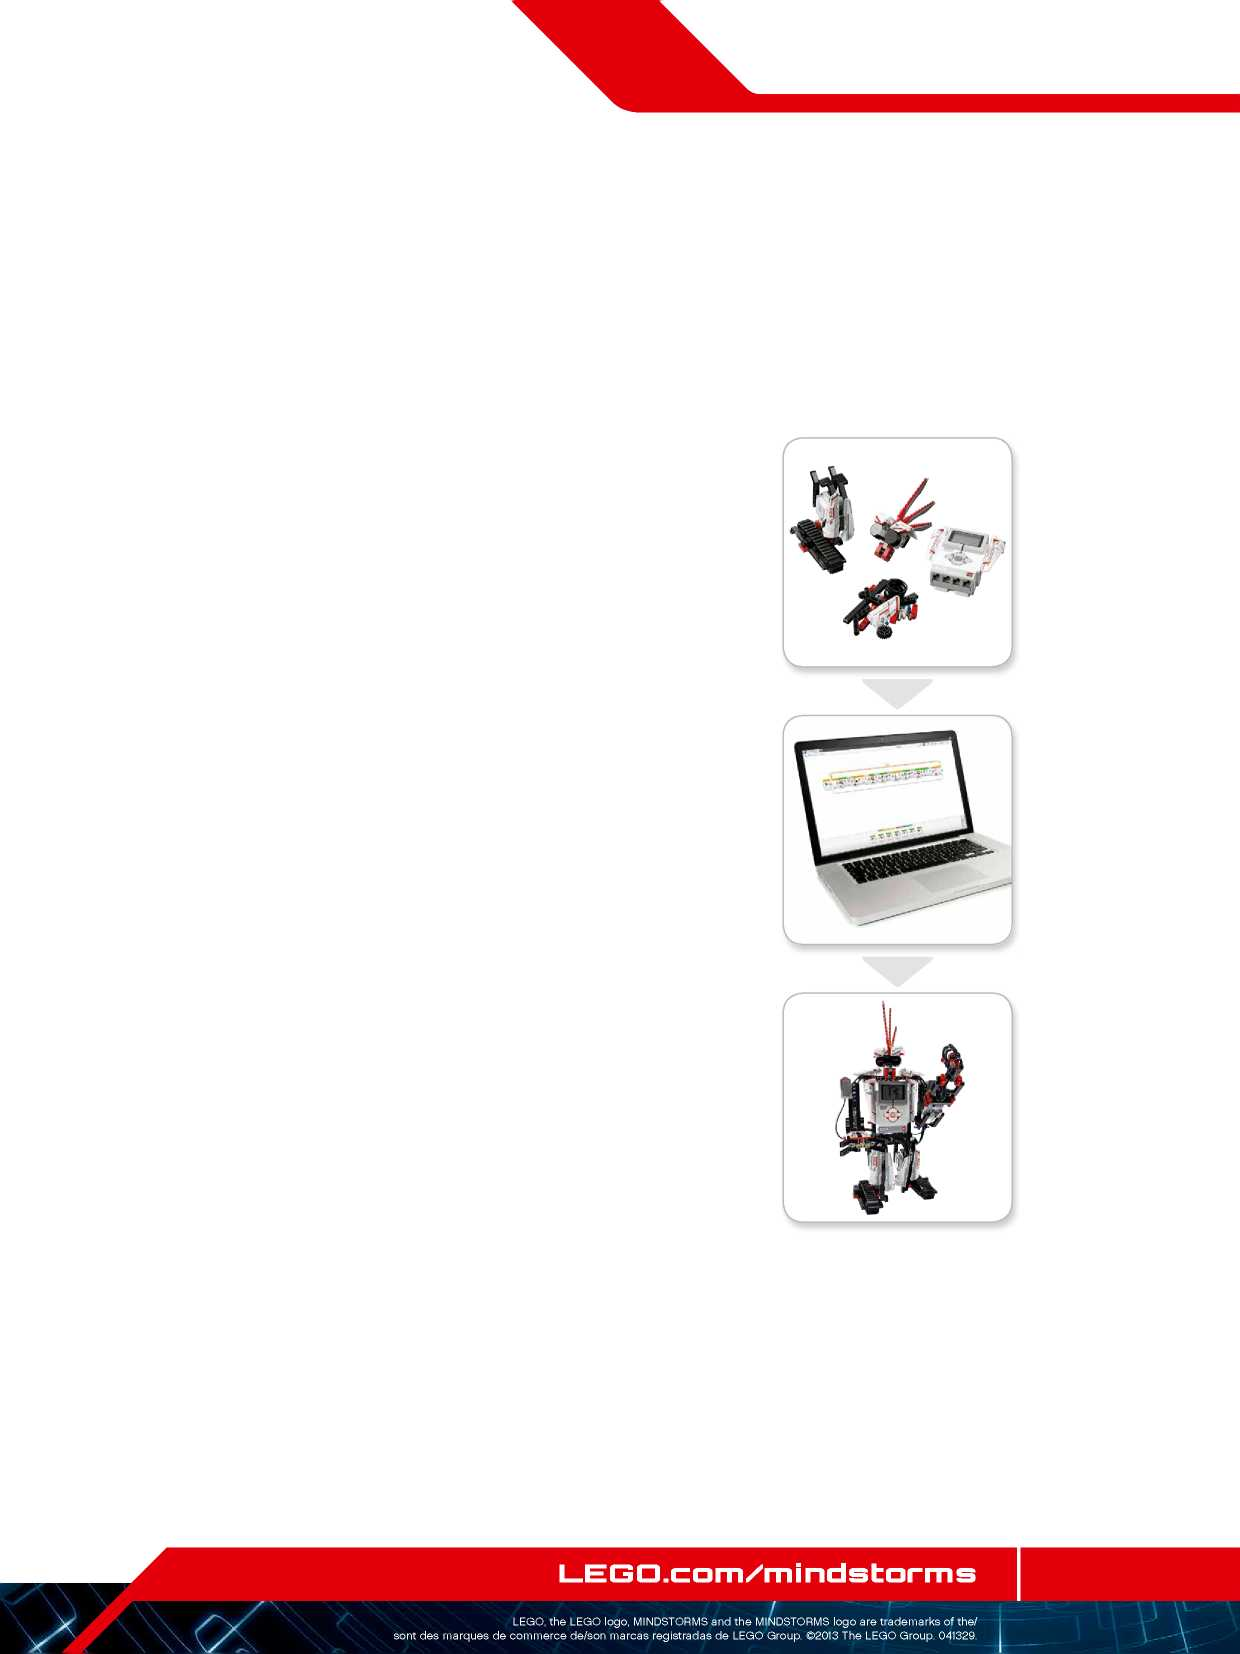 LEGO.com/mindstorms
LEGO, the LEGO logo, MINDSTORMS and the MINDSTORMS logo are trademarks of the/
sont des marques de commerce de/son marcas registradas de LEGO Group. ©2013 The LEGO Group. 041329.